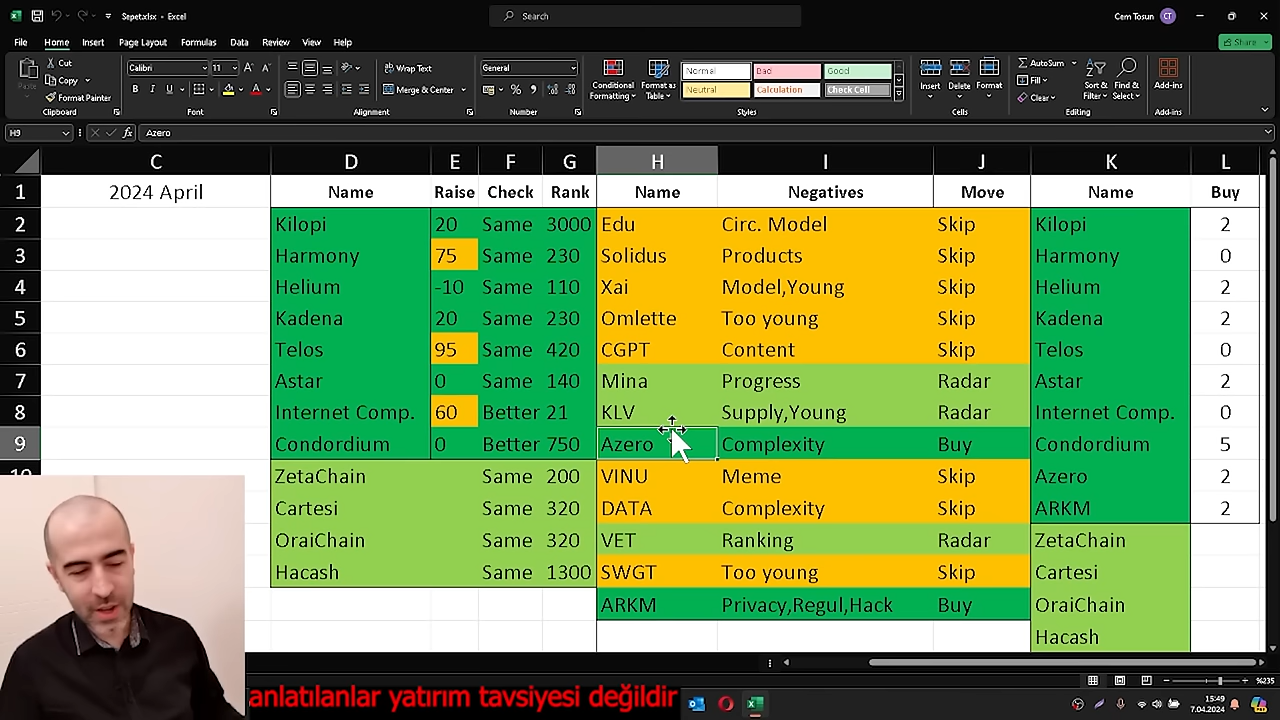 Sepet.xlsx - Excel
Search
Cem Tosun CT
File Home Insert Page Layout Formulas Data Review View Help
Share
Paste Cut Copy Format Painter
Clipboard
Calibri 11 A A
B I U A
Font
Wrap Text
Merge & Center
Alignment
General
%
Number
Conditional Formatting Format as Table
Normal Bad Good
Neutral Calculation Check Cell
Styles
Insert Delete Format
Cells
AutoSum
Fill
Clear
Sort & Filter Find & Select
Editing
Add-ins
Add-ins
H9 fx Azero
C D E F G H I J K L
1 2024 April Name Raise Check Rank Name Negatives Move Name Buy
2 Kilopi 20 Same 3000 Edu Circ. Model Skip Kilopi 2
3 Harmony 75 Same 230 Solidus Products Skip Harmony 0
4 Helium -10 Same 110 Xai Model,Young Skip Helium 2
5 Kadena 20 Same 230 Omlette Too young Skip Kadena 2
6 Telos 95 Same 420 CGPT Content Skip Telos 0
7 Astar 0 Same 140 Mina Progress Radar Astar 2
8 Internet Comp. 60 Better 21 KLV Supply,Young Radar Internet Comp. 0
9 Condordium 0 Better 750 Azero Complexity Buy Condordium 5
ZetaChain Same 200 VINU Meme Skip Azero 2
Cartesi Same 320 DATA Complexity Skip ARKM 2
OraiChain Same 320 VET Ranking Radar ZetaChain
Hacash Same 1300 SWGT Too young Skip Cartesi
ARKM Privacy,Regul,Hack Buy OraiChain
Hacash
%235
anlatılanlar yatırım tavsiyesi değildir
15:49
7.04.2024